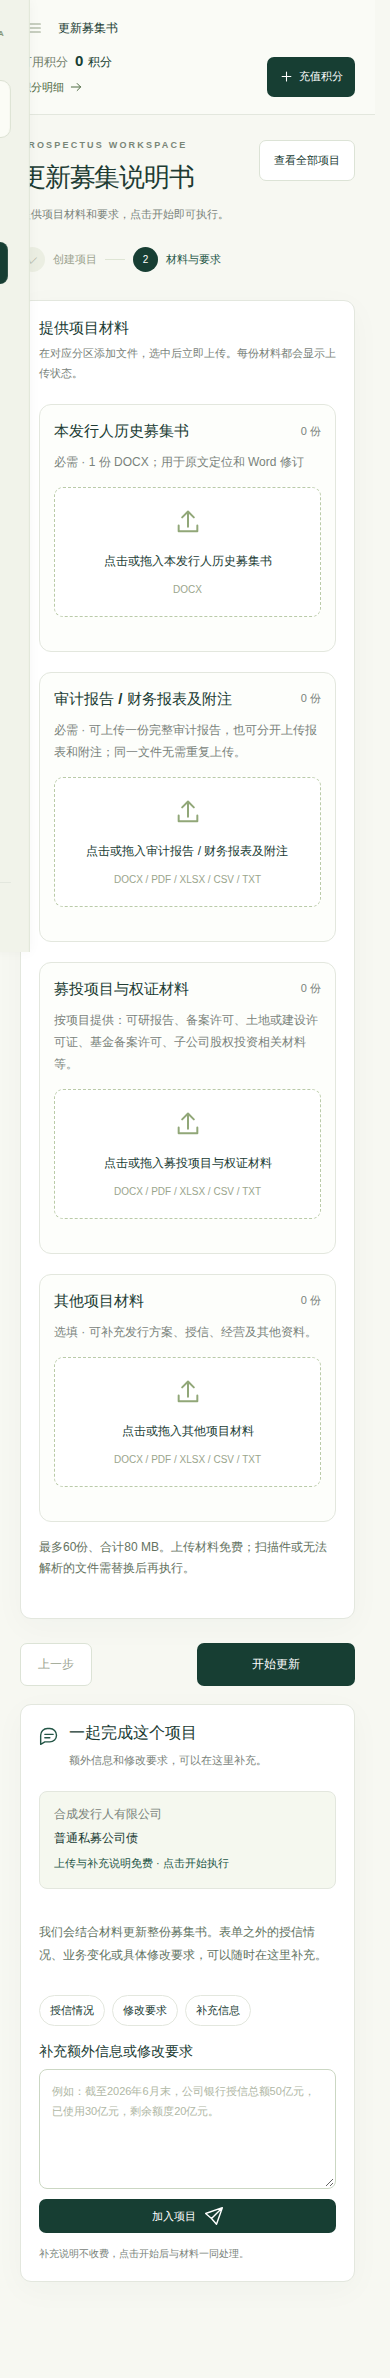 更新募集书
用积分 0 积分
分明细
充值积分
ROSPECTUS WORKSPACE
更新募集说明书
查看全部项目
供项目材料和要求，点击开始即可执行。
创建项目
2 材料与要求
提供项目材料
在对应分区添加文件，选中后立即上传。每份材料都会显示上
传状态。
本发行人历史募集书
0 份
必需 · 1 份 DOCX；用于原文定位和 Word 修订
点击或拖入本发行人历史募集书
DOCX
审计报告 / 财务报表及附注
0 份
必需 · 可上传一份完整审计报告，也可分开上传报
表和附注；同一文件无需重复上传。
点击或拖入审计报告 / 财务报表及附注
DOCX / PDF / XLSX / CSV / TXT
募投项目与权证材料
0 份
按项目提供：可研报告、备案许可、土地或建设许
可证、基金备案许可、子公司股权投资相关材料
等。
点击或拖入募投项目与权证材料
DOCX / PDF / XLSX / CSV / TXT
其他项目材料
0 份
选填 · 可补充发行方案、授信、经营及其他资料。
点击或拖入其他项目材料
DOCX / PDF / XLSX / CSV / TXT
最多60份、合计80 MB。上传材料免费；扫描件或无法
解析的文件需替换后再执行。
上一步
开始更新
一起完成这个项目
额外信息和修改要求，可以在这里补充。
合成发行人有限公司
普通私募公司债
上传与补充说明免费 · 点击开始执行
我们会结合材料更新整份募集书。表单之外的授信情
况、业务变化或具体修改要求，可以随时在这里补充。
授信情况
修改要求
补充信息
补充额外信息或修改要求
例如：截至2026年6月末，公司银行授信总额50亿元，
已使用30亿元，剩余额度20亿元。
加入项目
补充说明不收费，点击开始后与材料一同处理。